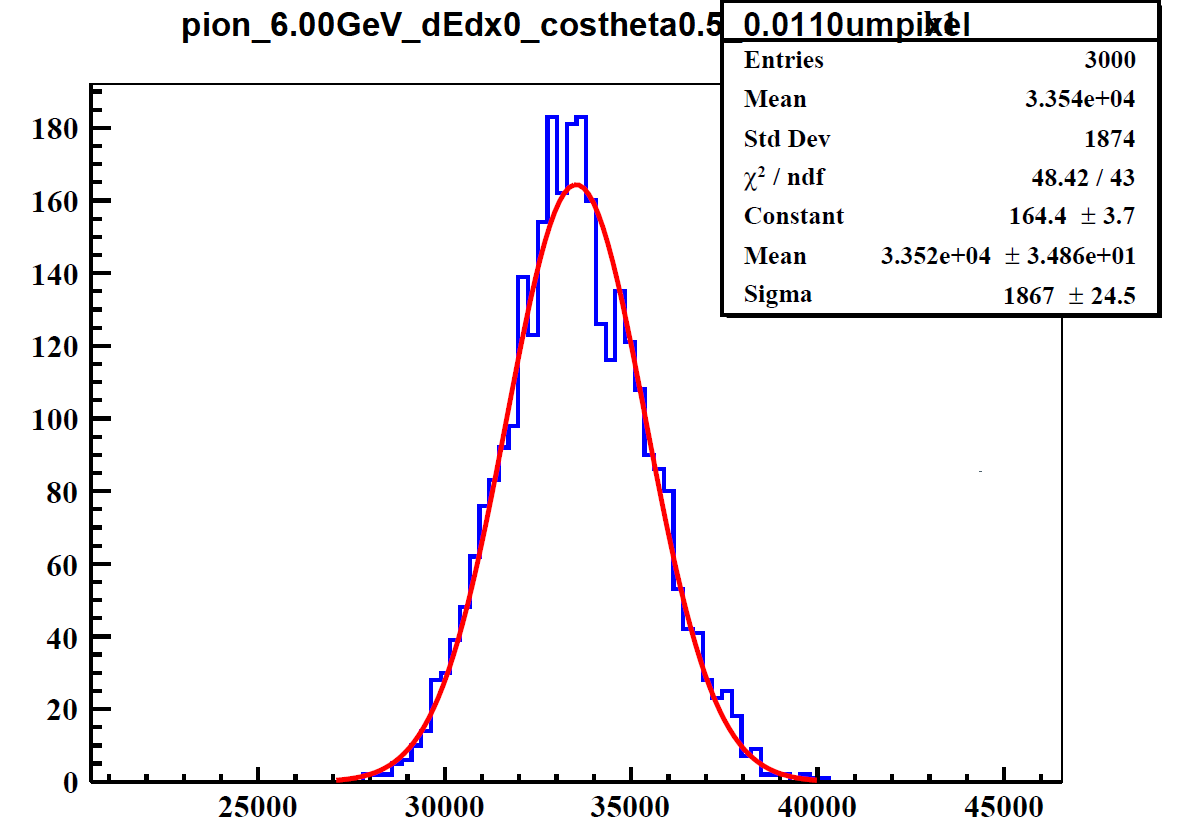 pion_6.00GeV_dEdx0_costheta0.5_0.0110umpixel
h1
Entries 3000
Mean 3.354e+04
Std Dev 1874
χ² / ndf 48.42 / 43
Constant 164.4 ± 3.7
Mean 3.352e+04 ± 3.486e+01
Sigma 1867 ± 24.5
180
160
140
120
100
80
60
40
20
0
25000 30000 35000 40000 45000